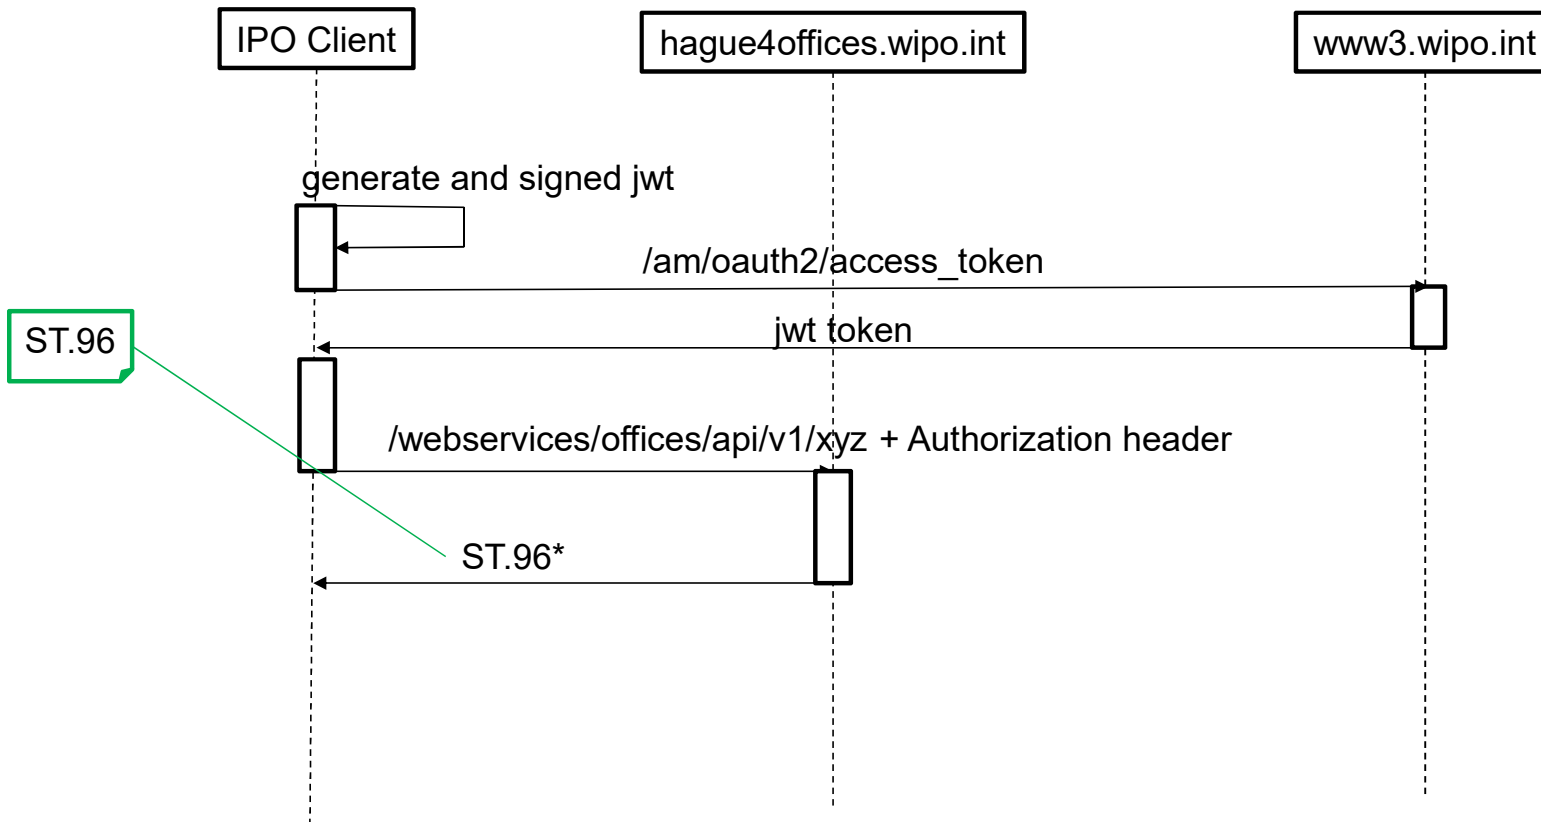 IPO Client
hague4offices.wipo.int
www3.wipo.int
generate and signed jwt
/am/oauth2/access_token
jwt token
ST.96
/webservices/offices/api/v1/xyz + Authorization header
ST.96*